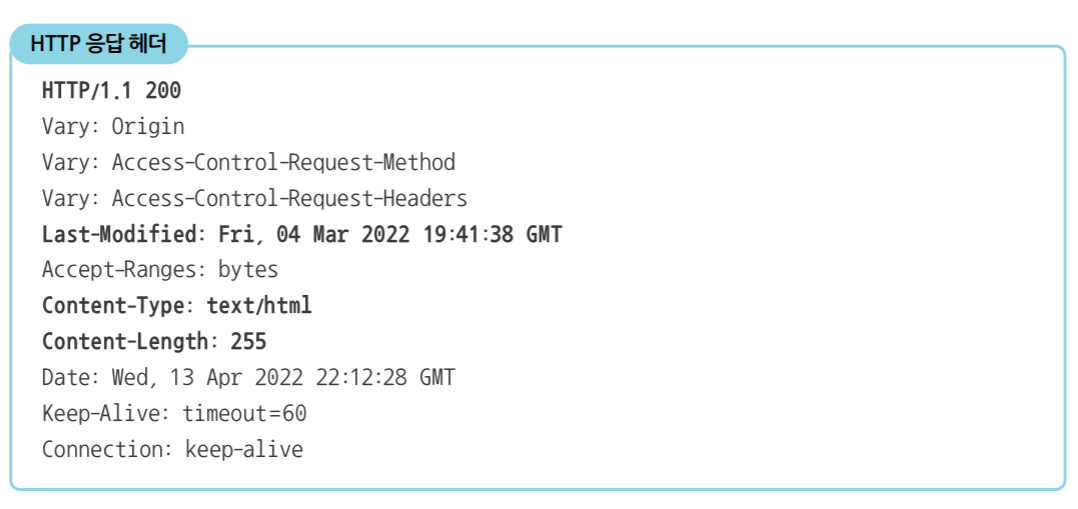 HTTP 응답 헤더
HTTP/1.1 200
Vary: Origin
Vary: Access-Control-Request-Method
Vary: Access-Control-Request-Headers
Last-Modified: Fri, 04 Mar 2022 19:41:38 GMT
Accept-Ranges: bytes
Content-Type: text/html
Content-Length: 255
Date: Wed, 13 Apr 2022 22:12:28 GMT
Keep-Alive: timeout=60
Connection: keep-alive